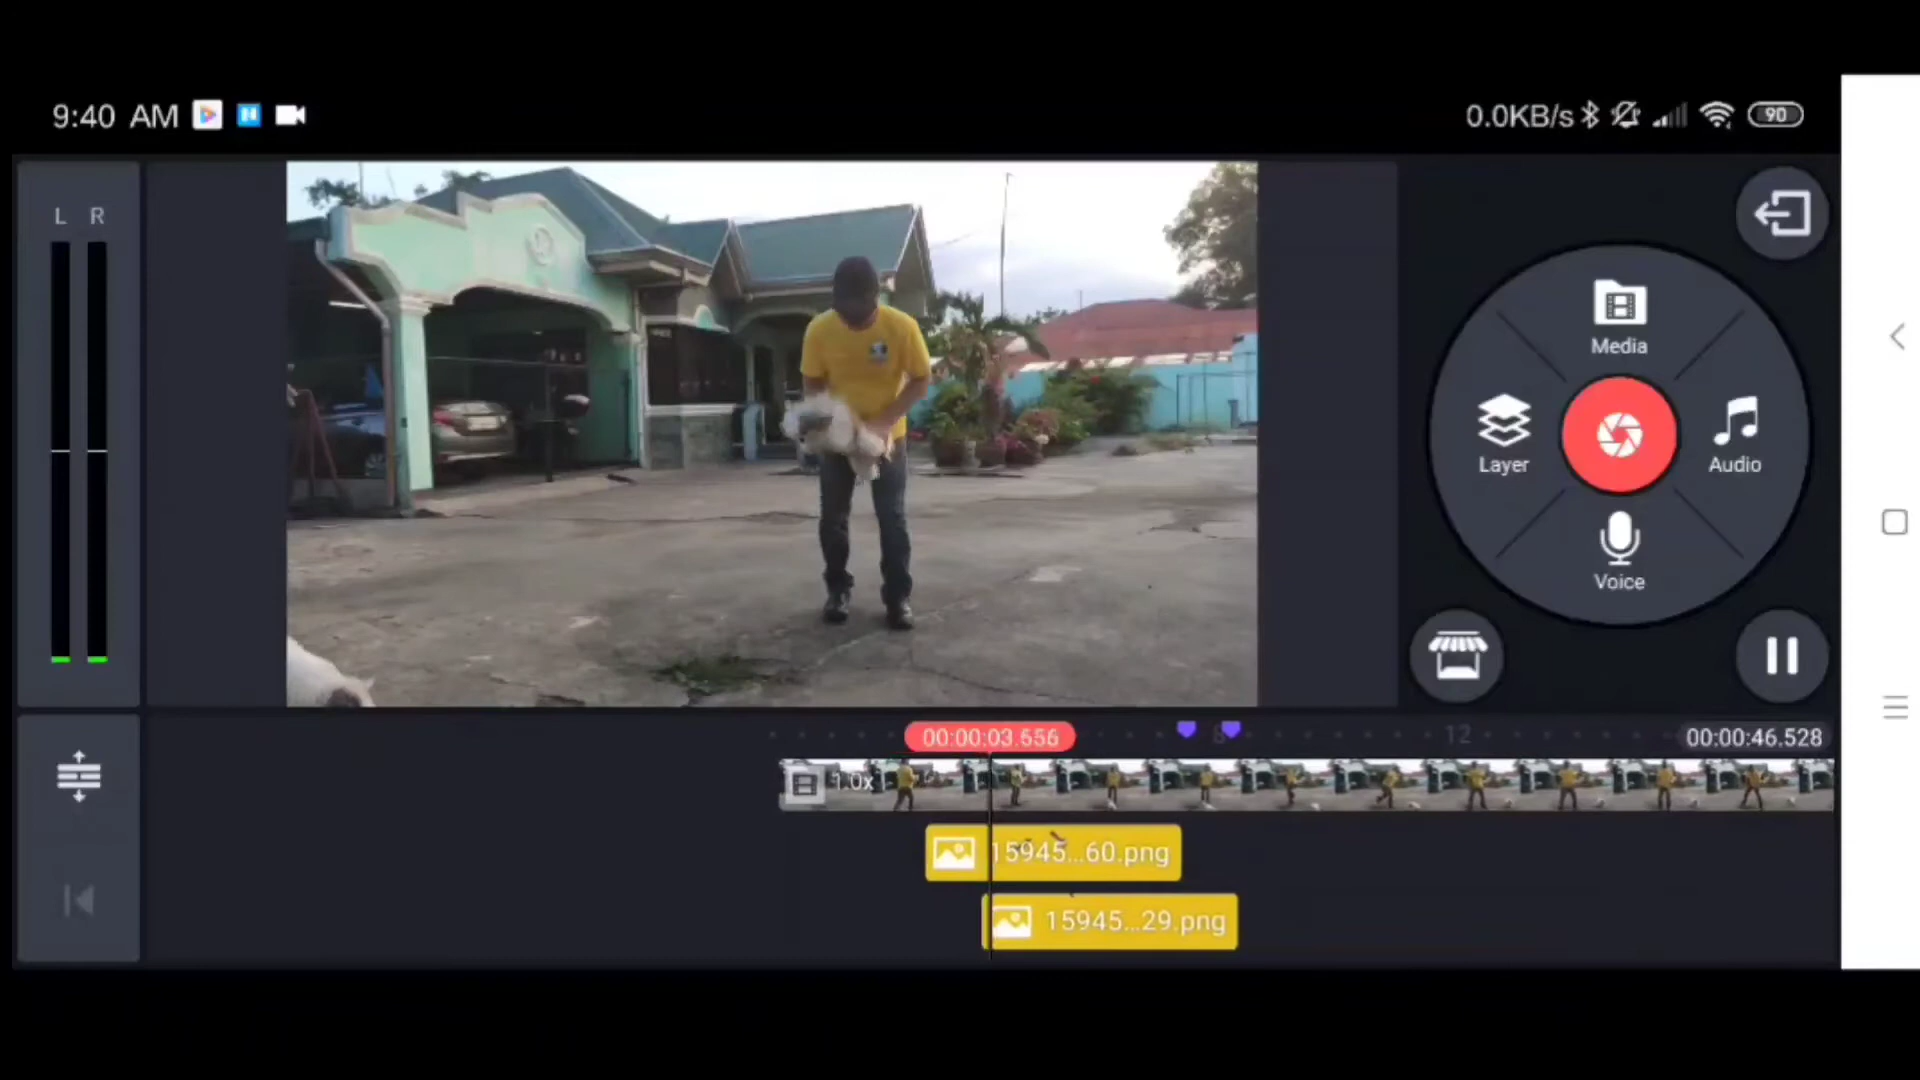 9:40 AM
0.0KB/s
90
L R
Media
Layer
Audio
Voice
00:00:03.656
8
12
00:00:46.528
1.0x
15945...60.png
15945...29.png